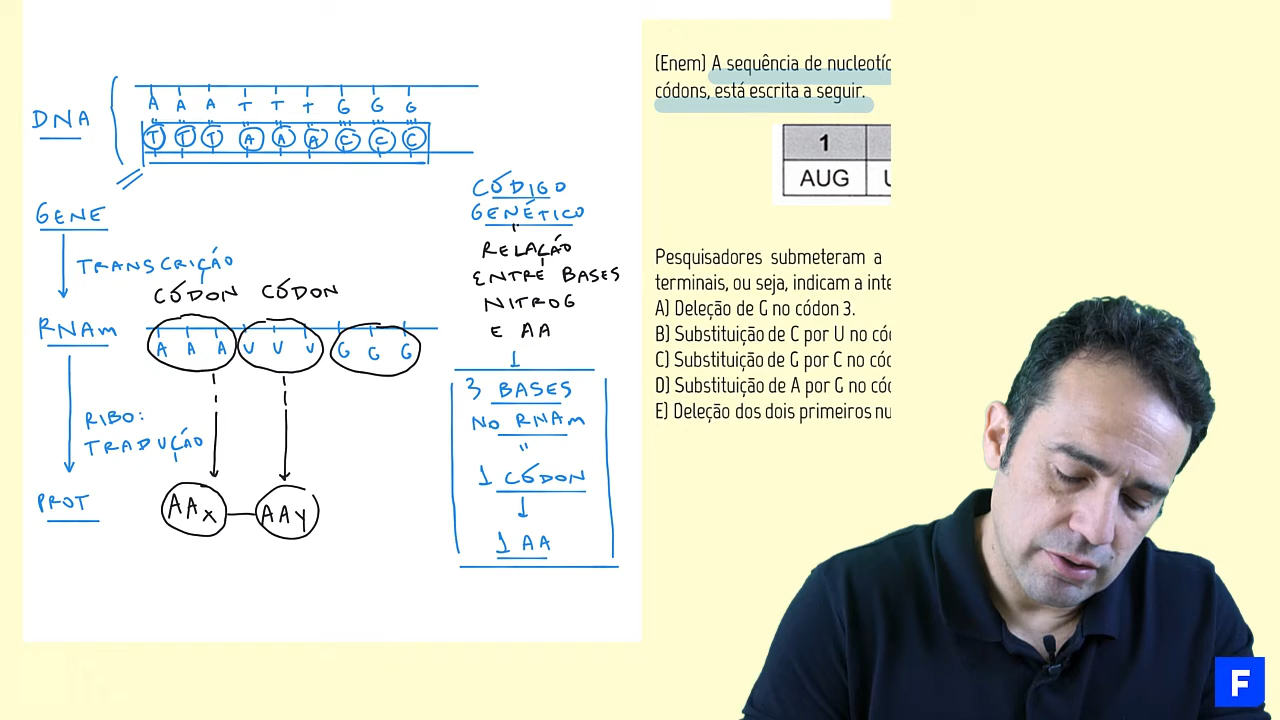 DNA
A A A T T T T G G G
T T T A A A C C C
GENE
TRANSCRIÇÃO
CÓDON CÓDON
RNAm
A A A U U U G G G
RIBO:
TRADUÇÃO
PROT
AAx AAy
CÓDIGO
GENÉTICO
RELAÇÃO
ENTRE BASES
NITROG
E AA
3 BASES
NO RNAm
1 CÓDON
1 AA
(Enem) A sequência de nucleotíd
códons, está escrita a seguir.
1
AUG U
Pesquisadores submeteram a
terminais, ou seja, indicam a inte
A) Deleção de G no códon 3.
B) Substituição de C por U no có
C) Substituição de G por C no cód
D) Substituição de A por G no cód
E) Deleção dos dois primeiros nu
F